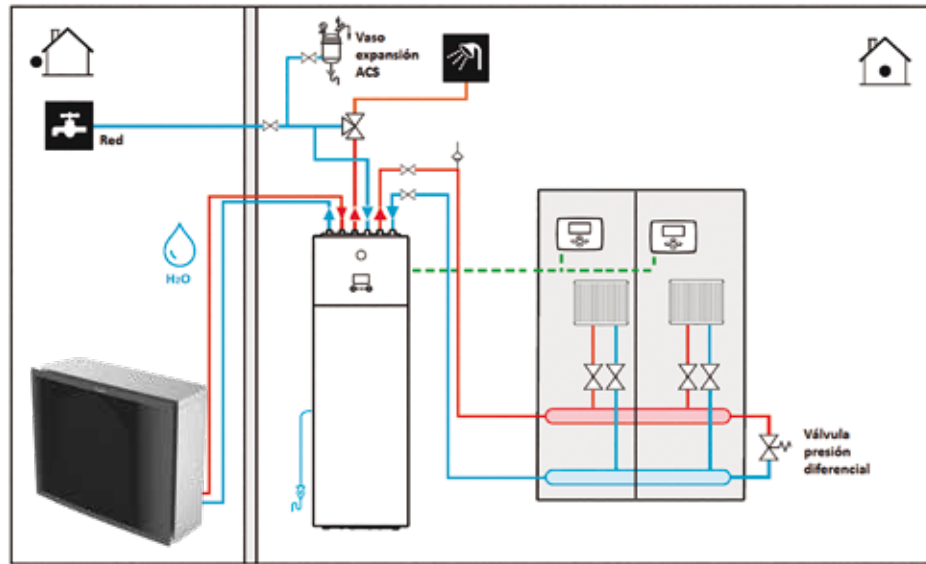 Vaso
expansión
ACS
Red
H₂O
Válvula
presión
diferencial